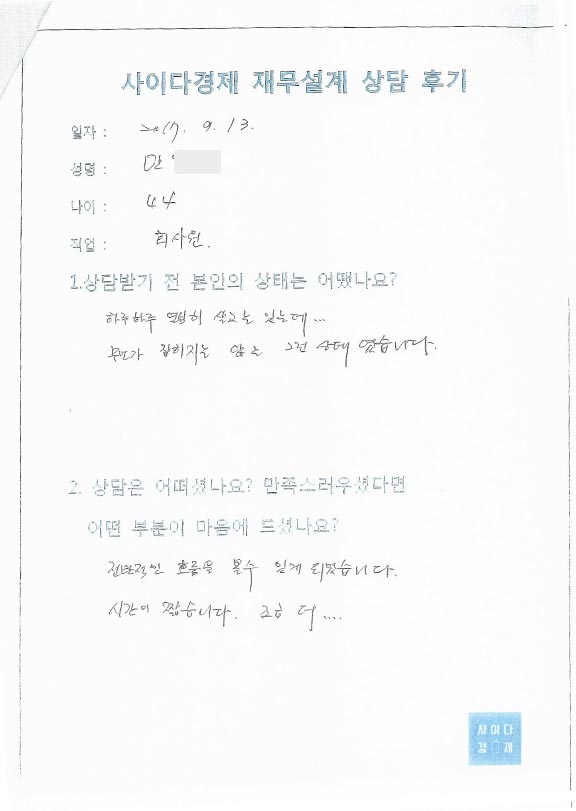 사이다경제 재무설계 상담 후기
일자 : 2017. 9. 13.
성명 : 안
나이 : 44
직업 : 회사원.
1.상담받기 전 본인의 상태는 어땠나요?
하루하루 열심히 살고는 있는데...
무언가 잡히지는 않는 그런 상태 였습니다.
2. 상담은 어떠셨나요? 만족스러우셨다면
어떤 부분이 마음에 드셨나요?
전반적인 흐름을 볼수 있게 되었습니다.
시간이 짧습니다. 조금 더....
사이다
경제